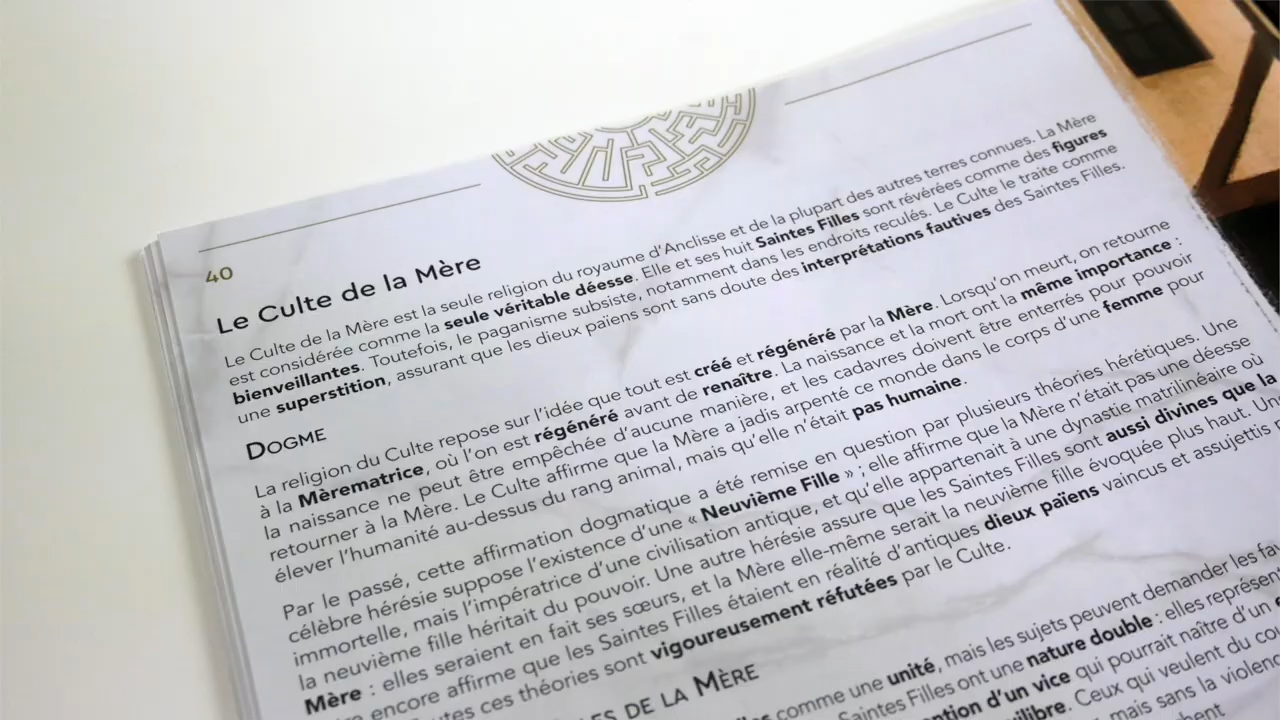 40
Le Culte de la Mère
Le Culte de la Mère est la seule religion du royaume d'Anclisse et de la plupart des autres terres connues. La Mère
est considérée comme la seule véritable déesse. Elle et ses huit Saintes Filles sont révérées comme des figures
bienveillantes. Toutefois, le paganisme subsiste, notamment dans les endroits reculés. Le Culte le traite comme
une superstition, assurant que les dieux païens sont sans doute des interprétations fautives des Saintes Filles.
DOGME
La religion du Culte repose sur l'idée que tout est créé et régénéré par la Mère. Lorsqu'on meurt, on retourne
à la Mèrematrice, où l'on est régénéré avant de renaître. La naissance et la mort ont la même importance :
la naissance ne peut être empêchée d'aucune manière, et les cadavres doivent être enterrés pour pouvoir
retourner à la Mère. Le Culte affirme que la Mère a jadis arpenté ce monde dans le corps d'une femme pour
élever l'humanité au-dessus du rang animal, mais qu'elle n'était pas humaine.
Par le passé, cette affirmation dogmatique a été remise en question par plusieurs théories hérétiques. Une
célèbre hérésie suppose l'existence d'une « Neuvième Fille » ; elle affirme que la Mère n'était pas une déesse
immortelle, mais l'impératrice d'une civilisation antique, et qu'elle appartenait à une dynastie matrilinéaire où
la neuvième fille héritait du pouvoir. Une autre hérésie assure que les Saintes Filles sont aussi divines que la
Mère : elles seraient en fait ses sœurs, et la Mère elle-même serait la neuvième fille évoquée plus haut.
encore affirme que les Saintes Filles étaient en réalité d'antiques dieux païens vaincus et assujettis
ces théories sont vigoureusement réfutées par le Culte.
DE LA MÈRE
comme une unité, mais les sujets peuvent demander les
Saintes Filles ont une nature double : elles
d'un vice qui pourrait naître d'un
Ceux qui veulent du
mais sans la